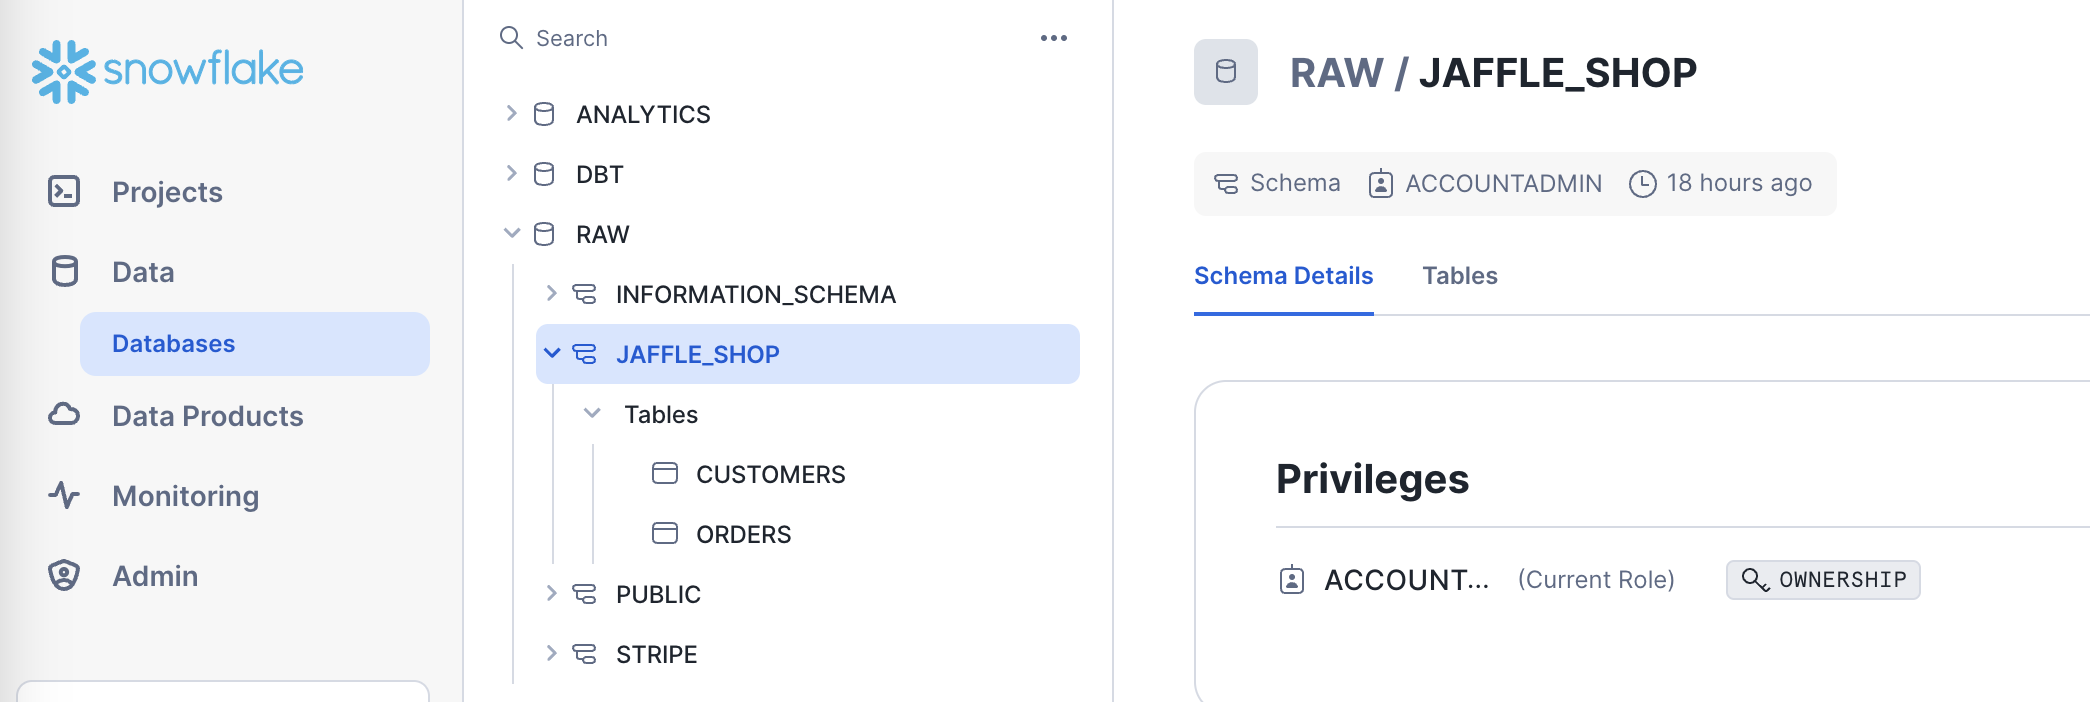 snowflake
Projects
Data
Databases
Data Products
Monitoring
Admin
Search
ANALYTICS
DBT
RAW
INFORMATION_SCHEMA
JAFFLE_SHOP
Tables
CUSTOMERS
ORDERS
PUBLIC
STRIPE
RAW / JAFFLE_SHOP
Schema ACCOUNTADMIN 18 hours ago
Schema Details Tables
Privileges
ACCOUNT... (Current Role) OWNERSHIP